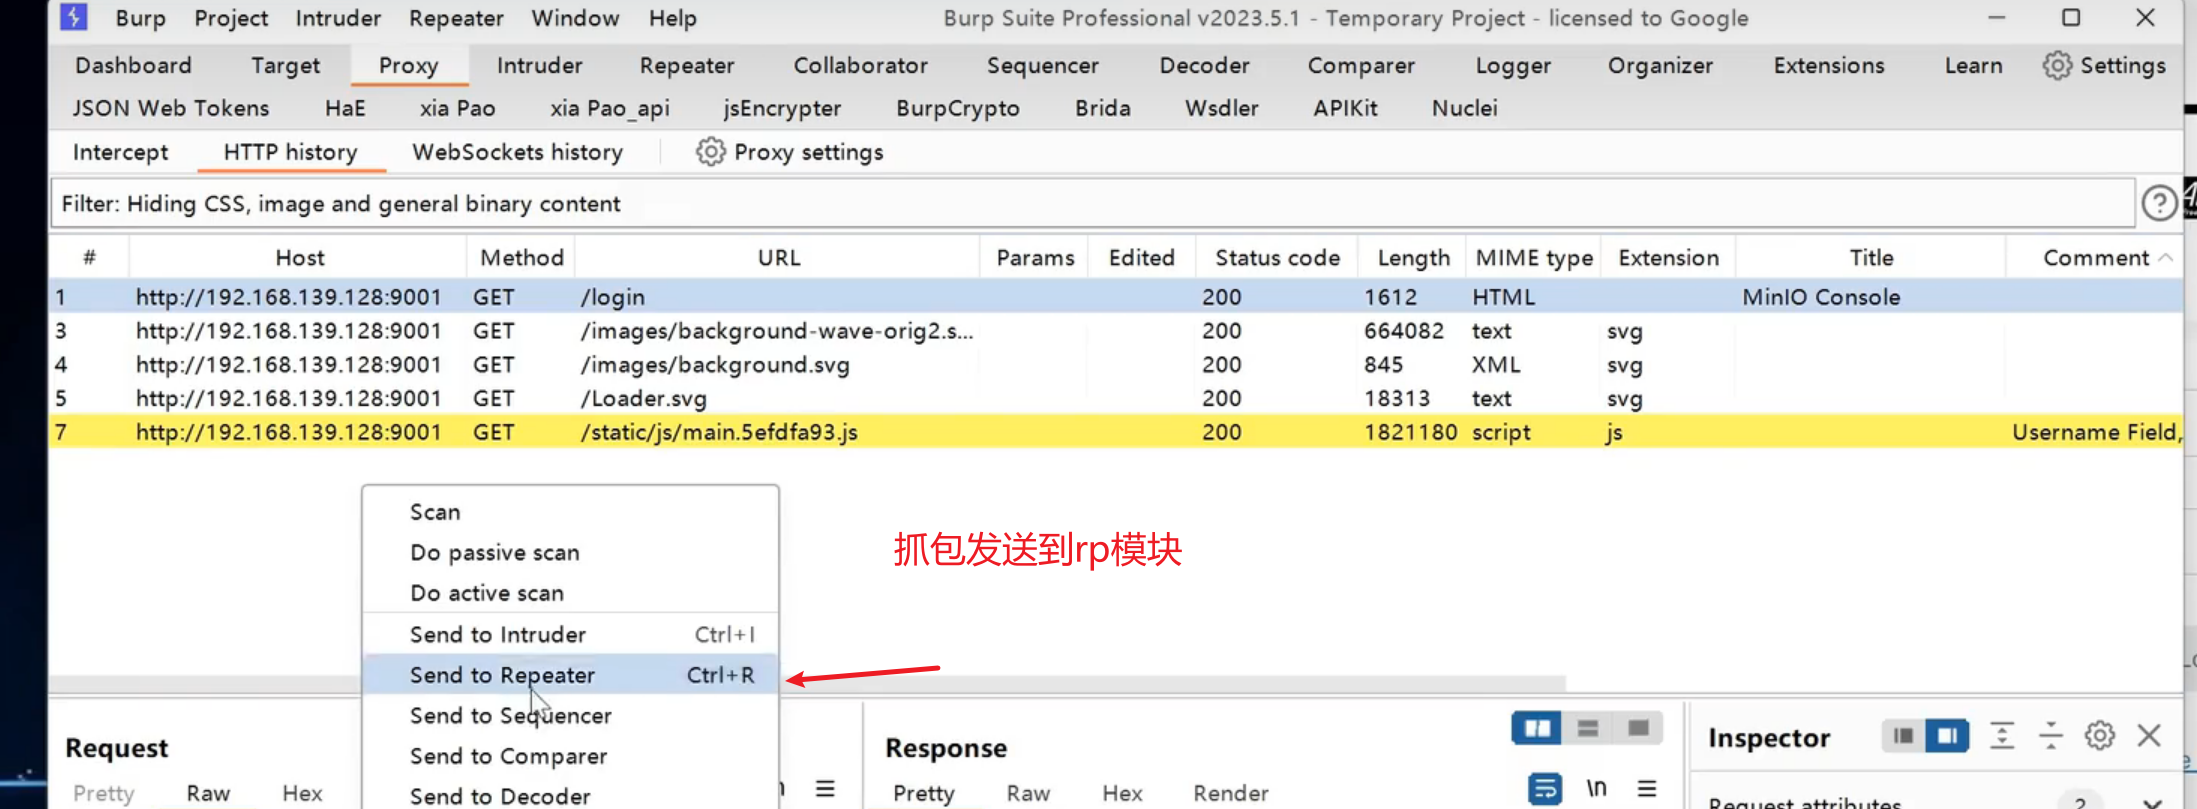 Burp Project Intruder Repeater Window Help Burp Suite Professional v2023.5.1 - Temporary Project - licensed to Google
Dashboard Target Proxy Intruder Repeater Collaborator Sequencer Decoder Comparer Logger Organizer Extensions Learn Settings
JSON Web Tokens HaE xia Pao xia Pao_api jsEncrypter BurpCrypto Brida Wsdler APIKit Nuclei
Intercept HTTP history WebSockets history Proxy settings
Filter: Hiding CSS, image and general binary content
# Host Method URL Params Edited Status code Length MIME type Extension Title Comment
1 http://192.168.139.128:9001 GET /login 200 1612 HTML MinIO Console
3 http://192.168.139.128:9001 GET /images/background-wave-orig2.s... 200 664082 text svg
4 http://192.168.139.128:9001 GET /images/background.svg 200 845 XML svg
5 http://192.168.139.128:9001 GET /Loader.svg 200 18313 text svg
7 http://192.168.139.128:9001 GET /static/js/main.5efdfa93.js 200 1821180 script js Username Field,
Scan
抓包发送到rp模块
Do passive scan
Do active scan
Send to Intruder Ctrl+I
Send to Repeater Ctrl+R
Send to Sequencer
Send to Comparer
Send to Decoder
Request
Pretty Raw Hex
Response
\n
Pretty Raw Hex Render
Inspector
Request attributes 2